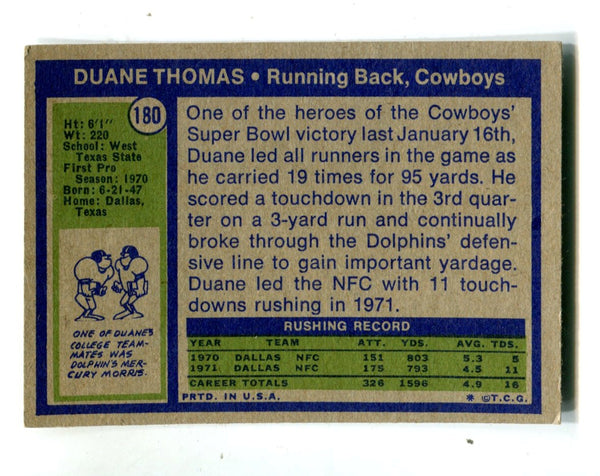 DUANE THOMAS • Running Back, Cowboys
180
Ht: 6'1"
Wt: 220
School: West
Texas State
First Pro
Season: 1970
Born: 6-21-47
Home: Dallas,
Texas
ONE OF DUANE'S
COLLEGE TEAM-
MATES WAS
DOLPHIN'S MER-
CURY MORRIS.
One of the heroes of the Cowboys'
Super Bowl victory last January 16th,
Duane led all runners in the game as
he carried 19 times for 95 yards. He
scored a touchdown in the 3rd quar-
ter on a 3-yard run and continually
broke through the Dolphins' defen-
sive line to gain important yardage.
Duane led the NFC with 11 touch-
downs rushing in 1971.
RUSHING RECORD
YEAR TEAM ATT. YDS. AVG. TDS.
1970 DALLAS NFC 151 803 5.3 5
1971 DALLAS NFC 175 793 4.5 11
CAREER TOTALS 326 1596 4.9 16
PRTD. IN U.S.A. * ©T.C.G.